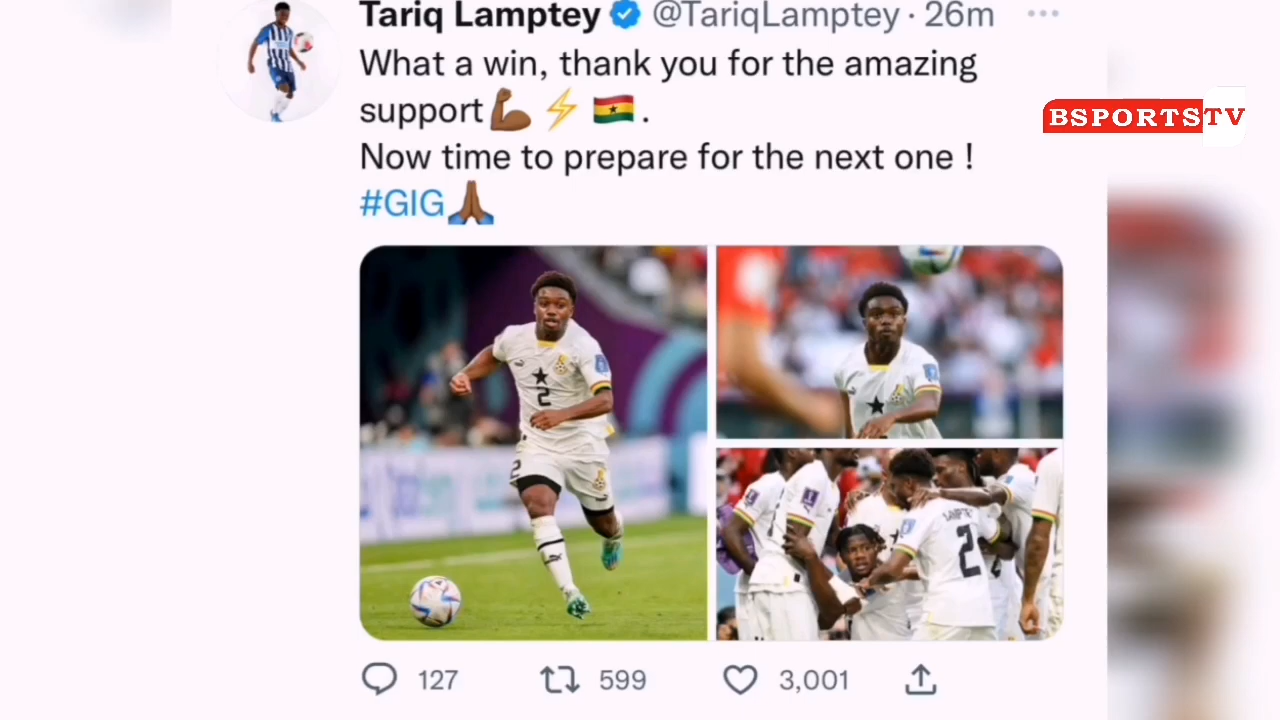 Tariq Lamptey @TariqLamptey · 26m ...
What a win, thank you for the amazing
support💪🏾⚡🇬🇭.
Now time to prepare for the next one !
#GIG🙏🏾
BSPORTSTV
2
2
2
127 599 3,001